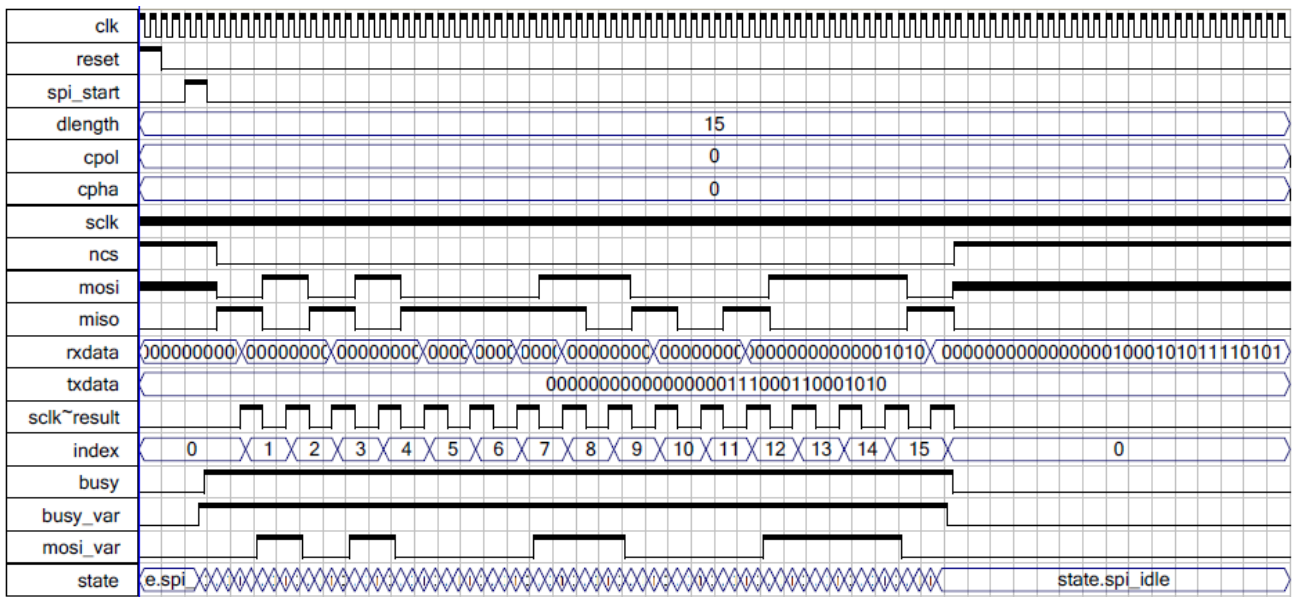 clk
reset
spi_start
dlength 15
cpol 0
cpha 0
sclk
ncs
mosi
miso
rxdata 00000000000000001000101011110101
txdata 00000000000000000111000110001010
sclk~result
index 0 1 2 3 4 5 6 7 8 9 10 11 12 13 14 15 0
busy
busy_var
mosi_var
state e.spi_ state.spi_idle